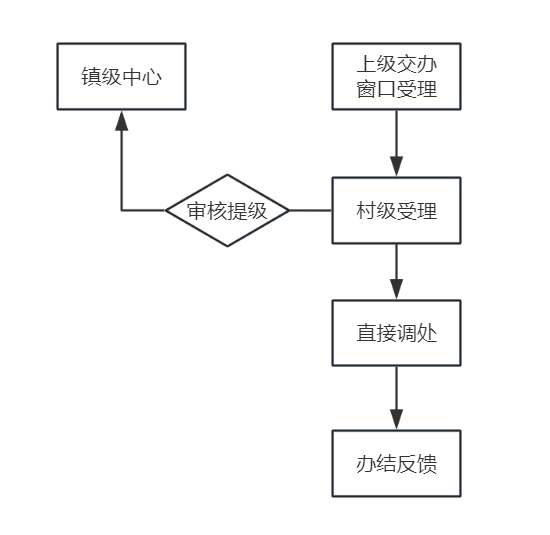 镇级中心
上级交办
窗口受理
审核提级
村级受理
直接调处
办结反馈